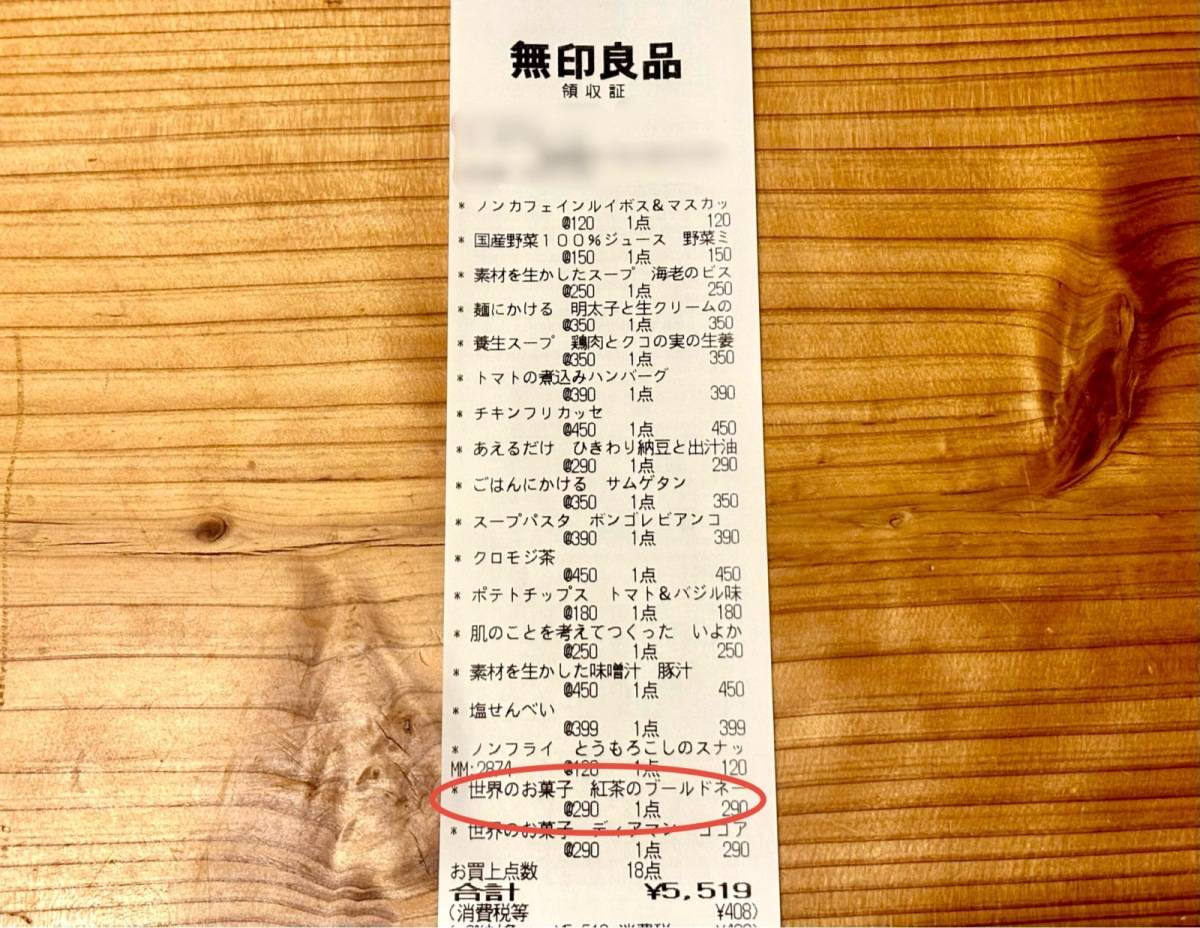 無印良品
領収証
* ノンカフェインルイボス&マスカッ
@120 1点 120
* 国産野菜100%ジュース 野菜ミ
@150 1点 150
* 素材を生かしたスープ 海老のビス
@250 1点 250
* 麺にかける 明太子と生クリームの
@350 1点 350
* 養生スープ 鶏肉とクコの実の生姜
@350 1点 350
* トマトの煮込みハンバーグ
@390 1点 390
* チキンフリカッセ
@450 1点 450
* あえるだけ ひきわり納豆と出汁油
@290 1点 290
* ごはんにかける サムゲタン
@350 1点 350
* スープパスタ ボンゴレビアンコ
@390 1点 390
* クロモジ茶
@450 1点 450
* ポテトチップス トマト&バジル味
@180 1点 180
* 肌のことを考えてつくった いよか
@250 1点 250
* 素材を生かした味噌汁 豚汁
@450 1点 450
* 塩せんべい
@399 1点 399
* ノンフライ とうもろこしのスナッ
MM:2874 @120 1点 120
* 世界のお菓子 紅茶のブールドネー
@290 1点 290
* 世界のお菓子 ディアマン ココア
@290 1点 290
お買上点数 18点
合計 ¥5,519
(消費税等 ¥408)